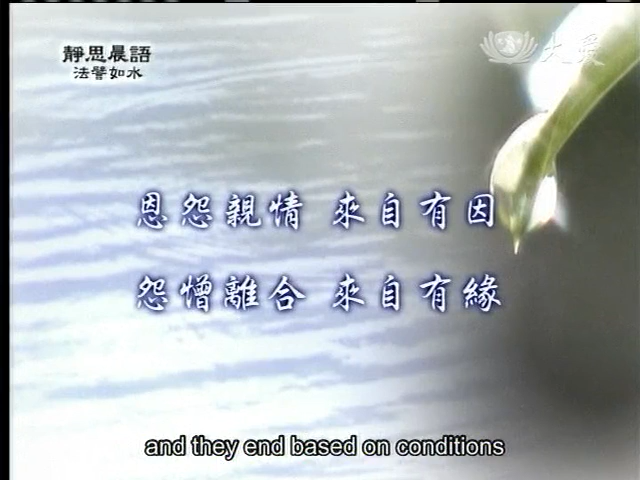 靜思晨語
法譬如水
大愛
恩怨親情 來自有因
怨憎離合 來自有緣
and they end based on conditions